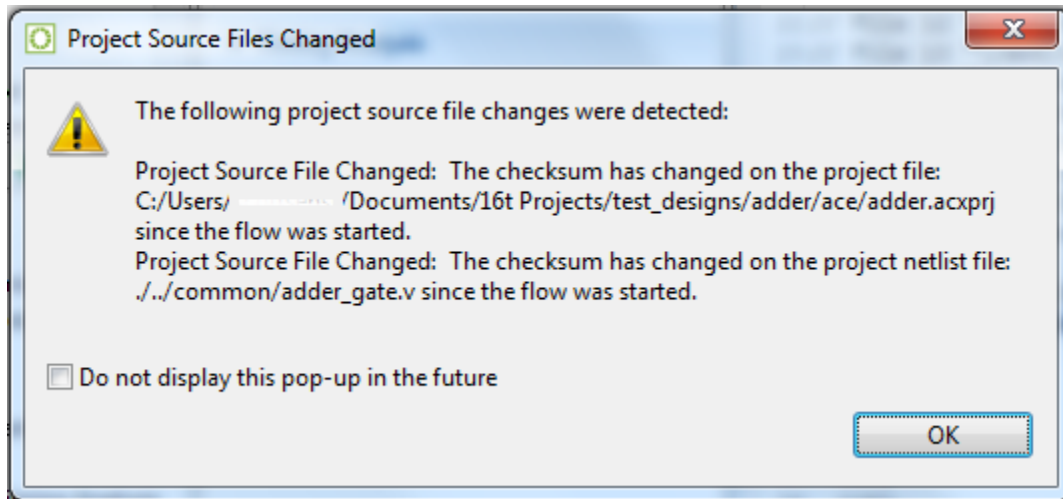 Project Source Files Changed
The following project source file changes were detected:
Project Source File Changed:  The checksum has changed on the project file:
C:/Users/ /Documents/16t Projects/test_designs/adder/ace/adder.acxprj
since the flow was started.
Project Source File Changed:  The checksum has changed on the project netlist file:
./../common/adder_gate.v since the flow was started.
Do not display this pop-up in the future
OK